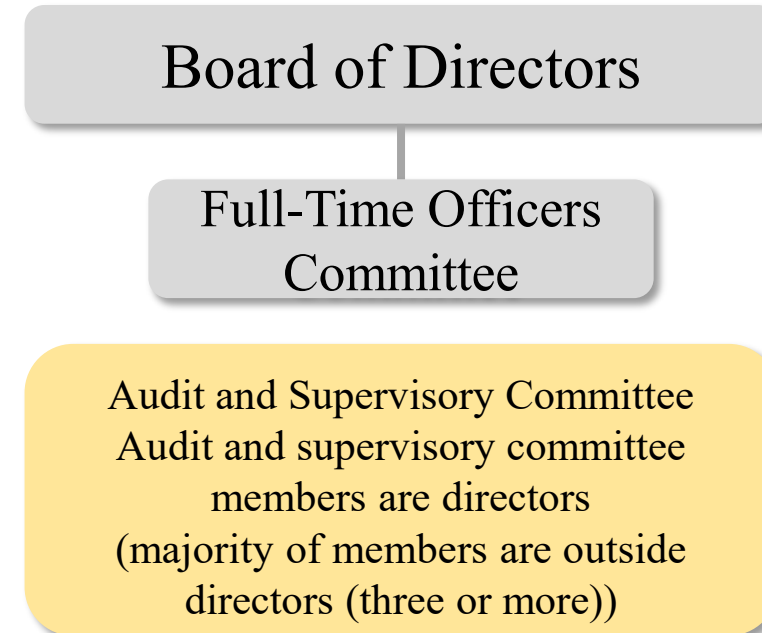 Board of Directors
Full-Time Officers
Committee
Audit and Supervisory Committee
Audit and supervisory committee
members are directors
(majority of members are outside
directors (three or more))